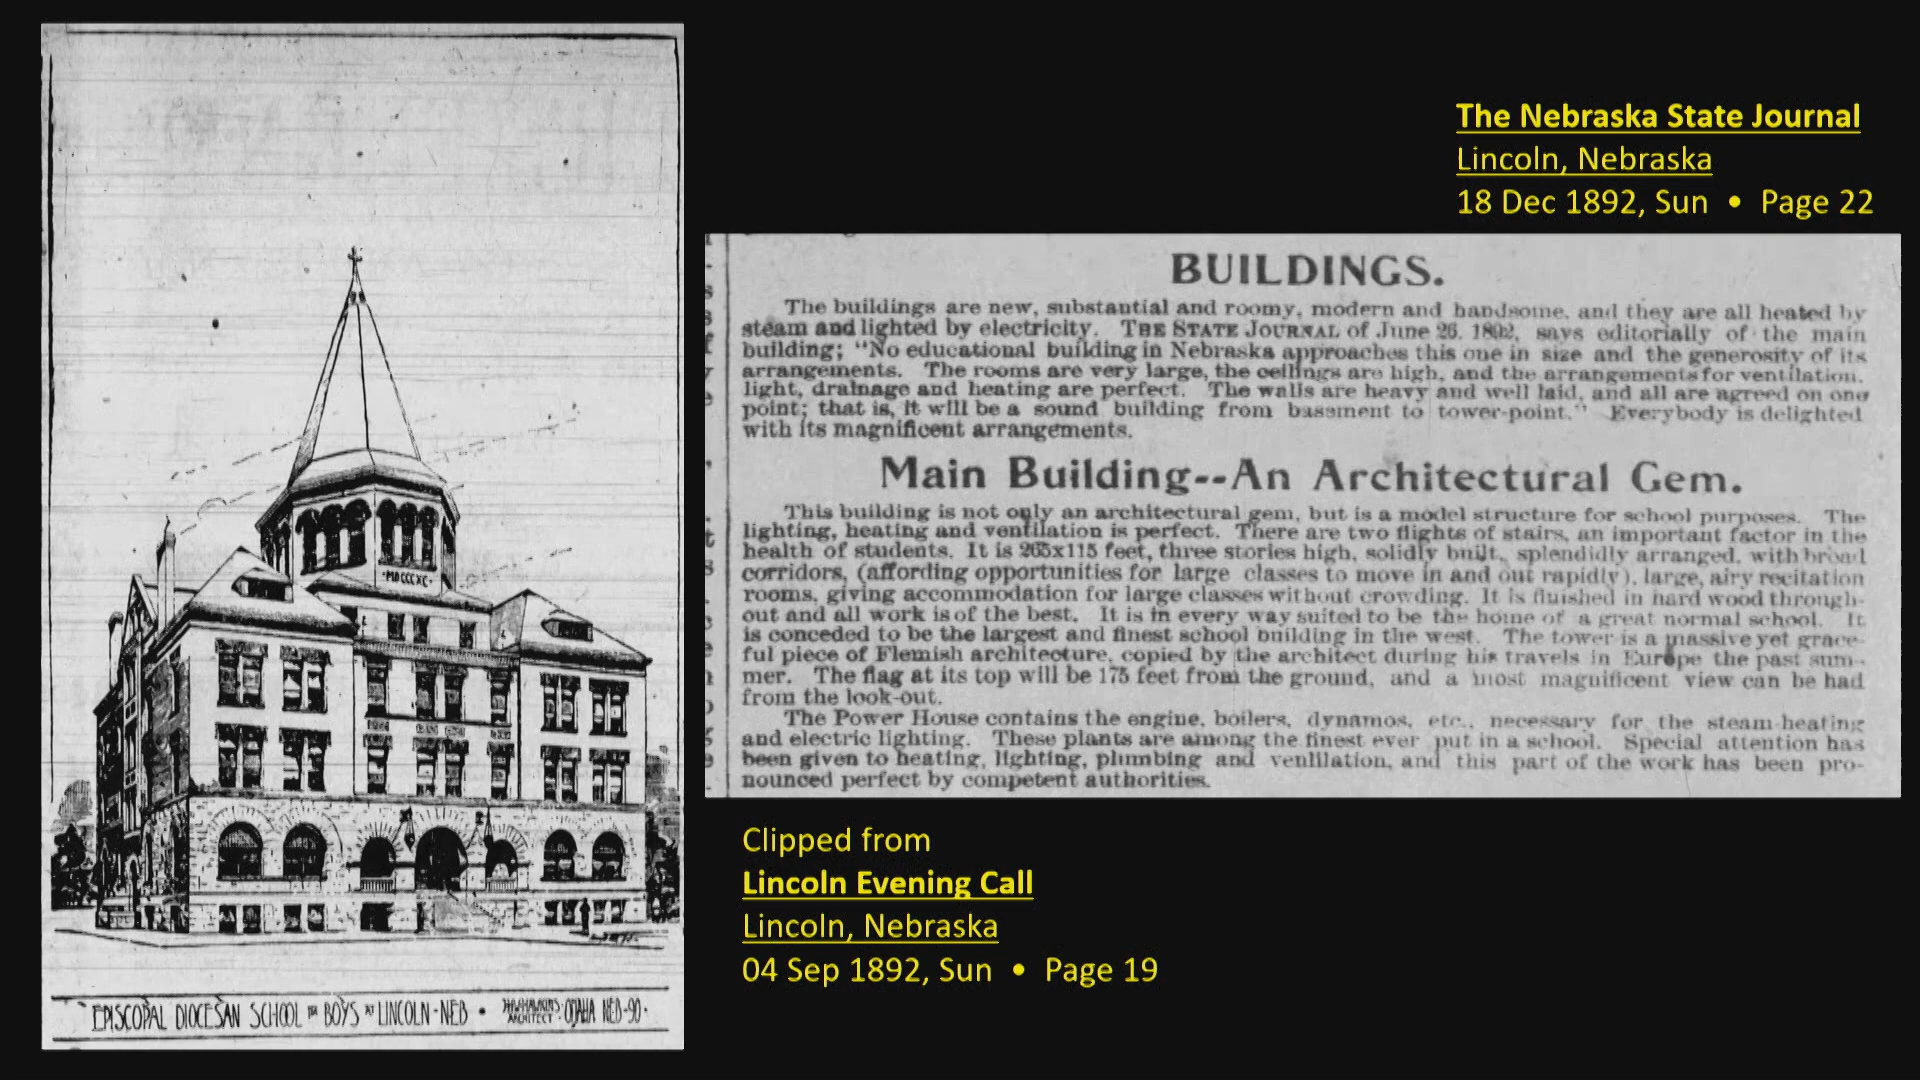 The Nebraska State Journal
Lincoln, Nebraska
18 Dec 1892, Sun • Page 22
BUILDINGS.
The buildings are new, substantial and roomy, modern and handsome, and they are all heated by
steam and lighted by electricity. THE STATE JOURNAL of June 26, 1892, says editorially of the main
building; "No educational building in Nebraska approaches this one in size and the generosity of its
arrangements. The rooms are very large, the ceilings are high, and the arrangements for ventilation,
light, drainage and heating are perfect. The walls are heavy and well laid, and all are agreed on one
point; that is, it will be a sound building from basement to tower-point." Everybody is delighted
with its magnificent arrangements.
Main Building--An Architectural Gem.
This building is not only an architectural gem, but is a model structure for school purposes. The
lighting, heating and ventilation is perfect. There are two flights of stairs, an important factor in the
health of students. It is 265x115 feet, three stories high, solidly built, splendidly arranged, with broad
corridors, (affording opportunities for large classes to move in and out rapidly), large, airy recitation
rooms, giving accommodation for large classes without crowding. It is finished in hard wood through-
out and all work is of the best. It is in every way suited to be the home of a great normal school. It
is conceded to be the largest and finest school building in the west. The tower is a massive yet grace-
ful piece of Flemish architecture, copied by the architect during his travels in Europe the past sum-
mer. The flag at its top will be 175 feet from the ground, and a most magnificent view can be had
from the look-out.
The Power House contains the engine, boilers, dynamos, etc., necessary for the steam heating
and electric lighting. These plants are among the finest ever put in a school. Special attention has
been given to heating, lighting, plumbing and ventilation, and this part of the work has been pro-
nounced perfect by competent authorities.
Clipped from
Lincoln Evening Call
Lincoln, Nebraska
04 Sep 1892, Sun • Page 19
·MDCCCXC·
EPISCOPAL DIOCESAN SCHOOL FOR BOYS AT LINCOLN-NEB • ARCHITECT · OMAHA NEB-90·